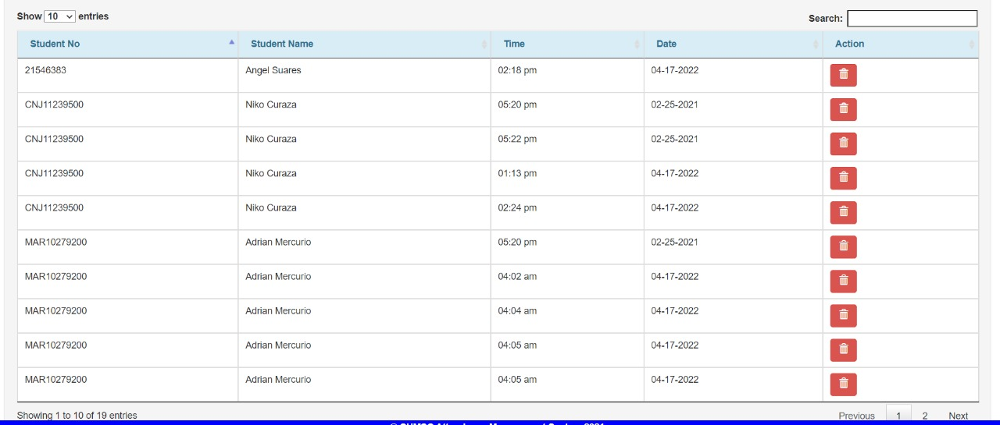 Show 10 entries Search:
Student No Student Name Time Date Action
21546383 Angel Suares 02:18 pm 04-17-2022
CNJ11239500 Niko Curaza 05:20 pm 02-25-2021
CNJ11239500 Niko Curaza 05:22 pm 02-25-2021
CNJ11239500 Niko Curaza 01:13 pm 04-17-2022
CNJ11239500 Niko Curaza 02:24 pm 04-17-2022
MAR10279200 Adrian Mercurio 05:20 pm 02-25-2021
MAR10279200 Adrian Mercurio 04:02 am 04-17-2022
MAR10279200 Adrian Mercurio 04:04 am 04-17-2022
MAR10279200 Adrian Mercurio 04:05 am 04-17-2022
MAR10279200 Adrian Mercurio 04:05 am 04-17-2022
Showing 1 to 10 of 19 entries Previous 1 2 Next